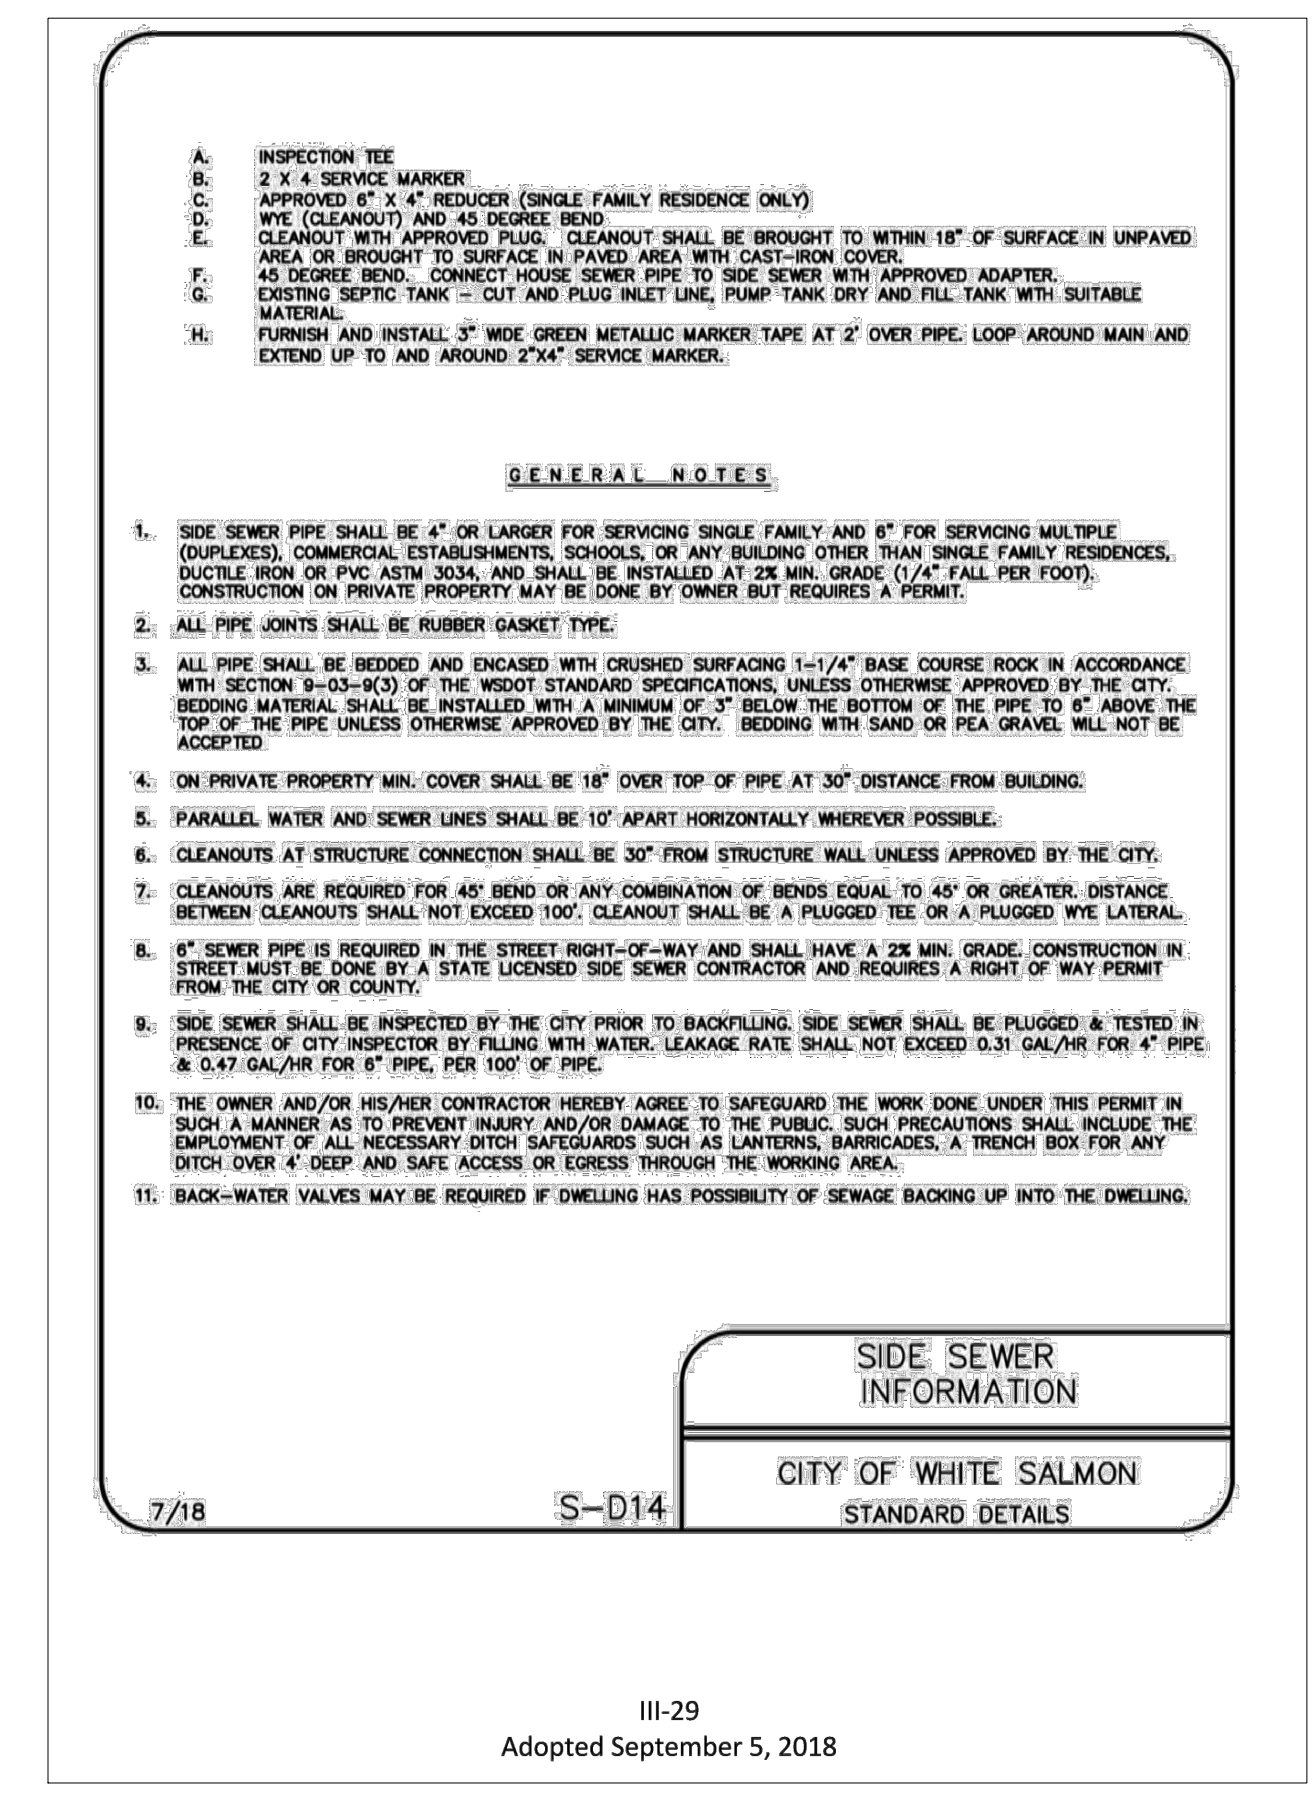 A. INSPECTION TEE
B. 2 X 4 SERVICE MARKER
C. APPROVED 6" X 4" REDUCER (SINGLE FAMILY RESIDENCE ONLY)
D. WYE (CLEANOUT) AND 45 DEGREE BEND
E. CLEANOUT WITH APPROVED PLUG. CLEANOUT SHALL BE BROUGHT TO WITHIN 18" OF SURFACE IN UNPAVED
AREA OR BROUGHT TO SURFACE IN PAVED AREA WITH CAST-IRON COVER.
F. 45 DEGREE BEND. CONNECT HOUSE SEWER PIPE TO SIDE SEWER WITH APPROVED ADAPTER.
G. EXISTING SEPTIC TANK - CUT AND PLUG INLET LINE, PUMP TANK DRY AND FILL TANK WITH SUITABLE
MATERIAL.
H. FURNISH AND INSTALL 3" WIDE GREEN METALLIC MARKER TAPE AT 2' OVER PIPE. LOOP AROUND MAIN AND
EXTEND UP TO AND AROUND 2"X4" SERVICE MARKER.
GENERAL NOTES
1. SIDE SEWER PIPE SHALL BE 4" OR LARGER FOR SERVICING SINGLE FAMILY AND 6" FOR SERVICING MULTIPLE
(DUPLEXES), COMMERCIAL ESTABLISHMENTS, SCHOOLS, OR ANY BUILDING OTHER THAN SINGLE FAMILY RESIDENCES,
DUCTILE IRON OR PVC ASTM 3034, AND SHALL BE INSTALLED AT 2% MIN. GRADE (1/4" FALL PER FOOT).
CONSTRUCTION ON PRIVATE PROPERTY MAY BE DONE BY OWNER BUT REQUIRES A PERMIT.
2. ALL PIPE JOINTS SHALL BE RUBBER GASKET TYPE.
3. ALL PIPE SHALL BE BEDDED AND ENCASED WITH CRUSHED SURFACING 1-1/4" BASE COURSE ROCK IN ACCORDANCE
WITH SECTION 9-03-9(3) OF THE WSDOT STANDARD SPECIFICATIONS, UNLESS OTHERWISE APPROVED BY THE CITY.
BEDDING MATERIAL SHALL BE INSTALLED WITH A MINIMUM OF 3" BELOW THE BOTTOM OF THE PIPE TO 6" ABOVE THE
TOP OF THE PIPE UNLESS OTHERWISE APPROVED BY THE CITY. BEDDING WITH SAND OR PEA GRAVEL WILL NOT BE
ACCEPTED
4. ON PRIVATE PROPERTY MIN. COVER SHALL BE 18" OVER TOP OF PIPE AT 30" DISTANCE FROM BUILDING.
5. PARALLEL WATER AND SEWER LINES SHALL BE 10' APART HORIZONTALLY WHEREVER POSSIBLE.
6. CLEANOUTS AT STRUCTURE CONNECTION SHALL BE 30" FROM STRUCTURE WALL UNLESS APPROVED BY THE CITY.
7. CLEANOUTS ARE REQUIRED FOR 45° BEND OR ANY COMBINATION OF BENDS EQUAL TO 45° OR GREATER. DISTANCE
BETWEEN CLEANOUTS SHALL NOT EXCEED 100'. CLEANOUT SHALL BE A PLUGGED TEE OR A PLUGGED WYE LATERAL.
8. 6" SEWER PIPE IS REQUIRED IN THE STREET RIGHT-OF-WAY AND SHALL HAVE A 2% MIN. GRADE. CONSTRUCTION IN
STREET MUST BE DONE BY A STATE LICENSED SIDE SEWER CONTRACTOR AND REQUIRES A RIGHT OF WAY PERMIT
FROM THE CITY OR COUNTY.
9. SIDE SEWER SHALL BE INSPECTED BY THE CITY PRIOR TO BACKFILLING. SIDE SEWER SHALL BE PLUGGED & TESTED IN
PRESENCE OF CITY INSPECTOR BY FILLING WITH WATER. LEAKAGE RATE SHALL NOT EXCEED 0.31 GAL/HR FOR 4" PIPE
& 0.47 GAL/HR FOR 6" PIPE, PER 100' OF PIPE.
10. THE OWNER AND/OR HIS/HER CONTRACTOR HEREBY AGREE TO SAFEGUARD THE WORK DONE UNDER THIS PERMIT IN
SUCH A MANNER AS TO PREVENT INJURY AND/OR DAMAGE TO THE PUBLIC. SUCH PRECAUTIONS SHALL INCLUDE THE
EMPLOYMENT OF ALL NECESSARY DITCH SAFEGUARDS SUCH AS LANTERNS, BARRICADES, A TRENCH BOX FOR ANY
DITCH OVER 4' DEEP AND SAFE ACCESS OR EGRESS THROUGH THE WORKING AREA.
11. BACK-WATER VALVES MAY BE REQUIRED IF DWELLING HAS POSSIBILITY OF SEWAGE BACKING UP INTO THE DWELLING.
SIDE SEWER
INFORMATION
CITY OF WHITE SALMON
STANDARD DETAILS
7/18
S-D14
III-29
Adopted September 5, 2018